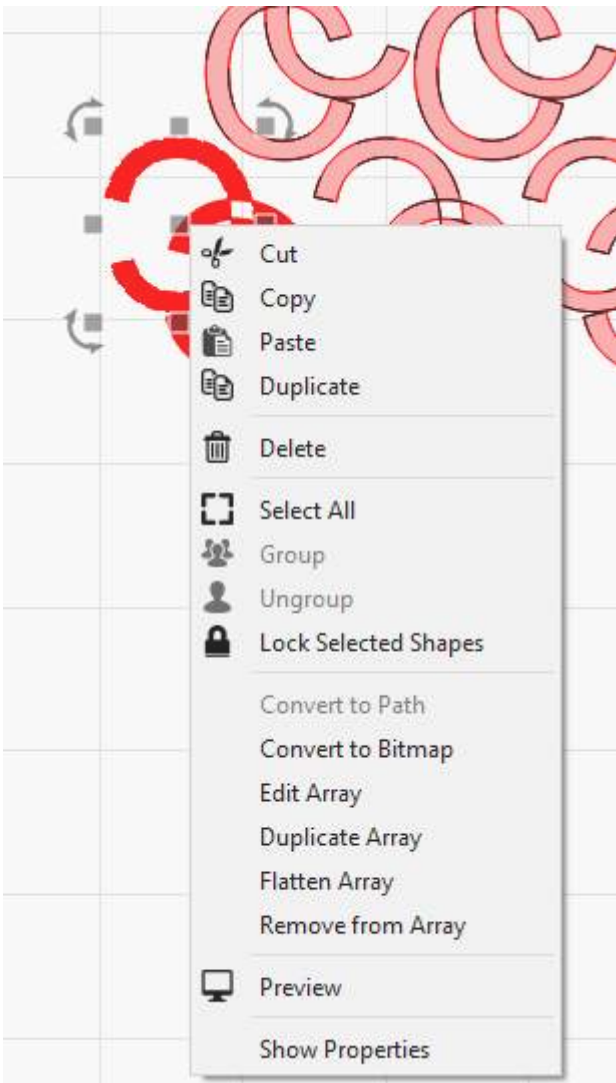 Cut
Copy
Paste
Duplicate
Delete
Select All
Group
Ungroup
Lock Selected Shapes
Convert to Path
Convert to Bitmap
Edit Array
Duplicate Array
Flatten Array
Remove from Array
Preview
Show Properties